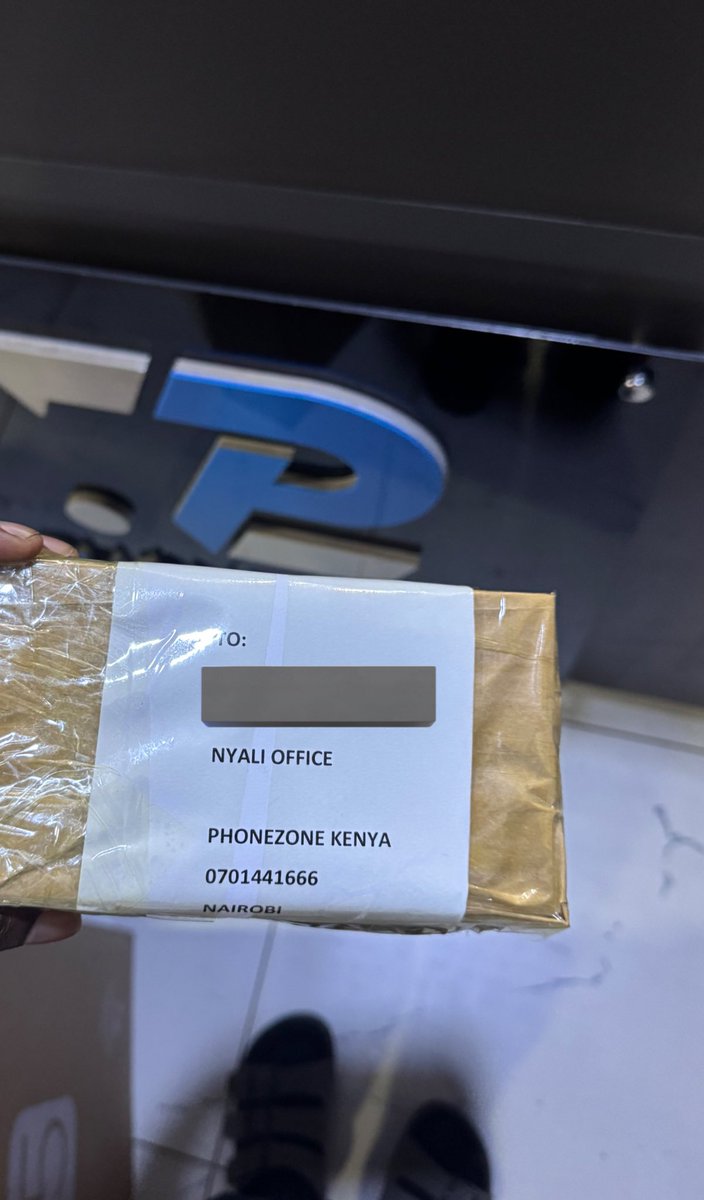 TO:
NYALI OFFICE
PHONEZONE KENYA
0701441666
NAIROBI